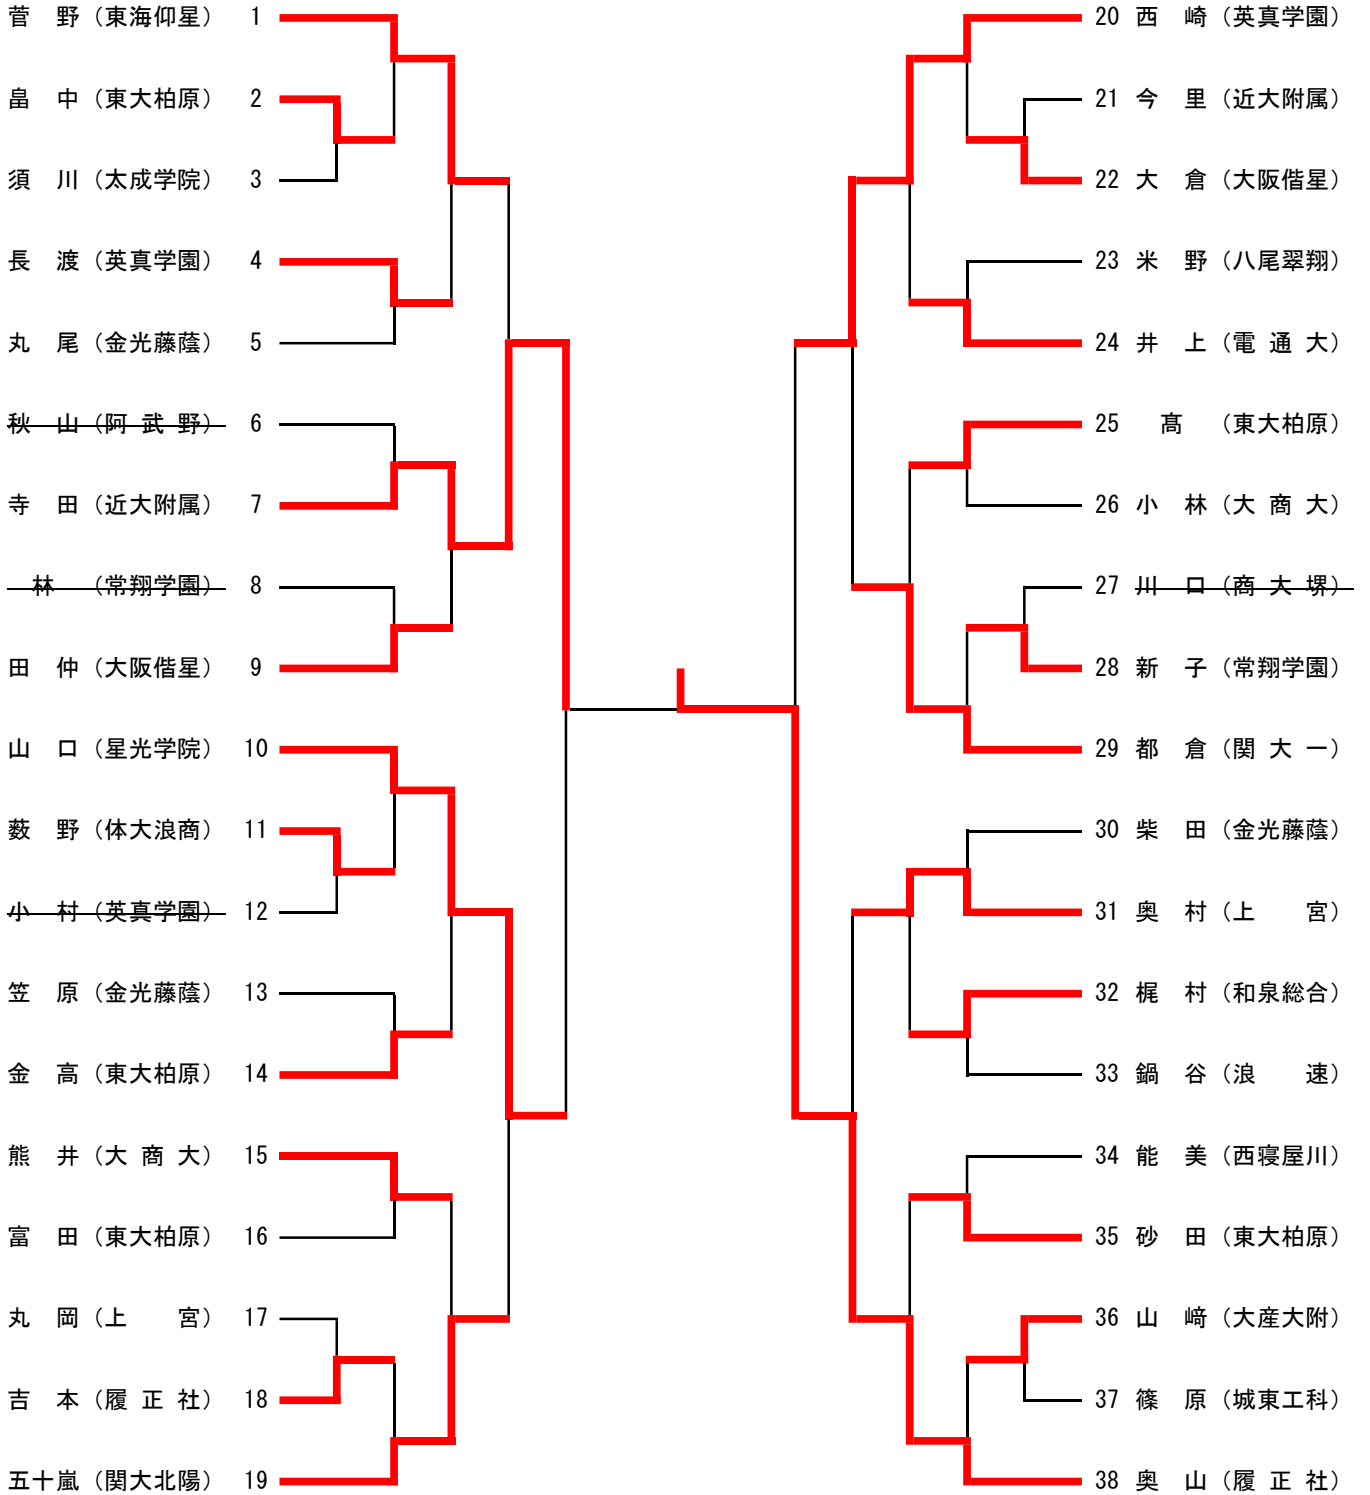 菅　野（東海仰星）　1
畠　中（東大柏原）　2
須　川（太成学院）　3
長　渡（英真学園）　4
丸　尾（金光藤蔭）　5
秋　山（阿 武 野）　6
寺　田（近大附属）　7
林　（常翔学園）　8
田　仲（大阪偕星）　9
山　口（星光学院）　10
薮　野（体大浪商）　11
小　村（英真学園）　12
笠　原（金光藤蔭）　13
金　高（東大柏原）　14
熊　井（大 商 大）　15
富　田（東大柏原）　16
丸　岡（上　　宮）　17
吉　本（履 正 社）　18
五十嵐（関大北陽）　19
20 西　崎（英真学園）
21 今　里（近大附属）
22 大　倉（大阪偕星）
23 米　野（八尾翠翔）
24 井　上（電 通 大）
25 　髙　（東大柏原）
26 小　林（大 商 大）
27 川　口（商 大 堺）
28 新　子（常翔学園）
29 都　倉（関 大 一）
30 柴　田（金光藤蔭）
31 奥　村（上　　宮）
32 梶　村（和泉総合）
33 鍋　谷（浪　　速）
34 能　美（西寝屋川）
35 砂　田（東大柏原）
36 山　﨑（大産大附）
37 篠　原（城東工科）
38 奥　山（履 正 社）